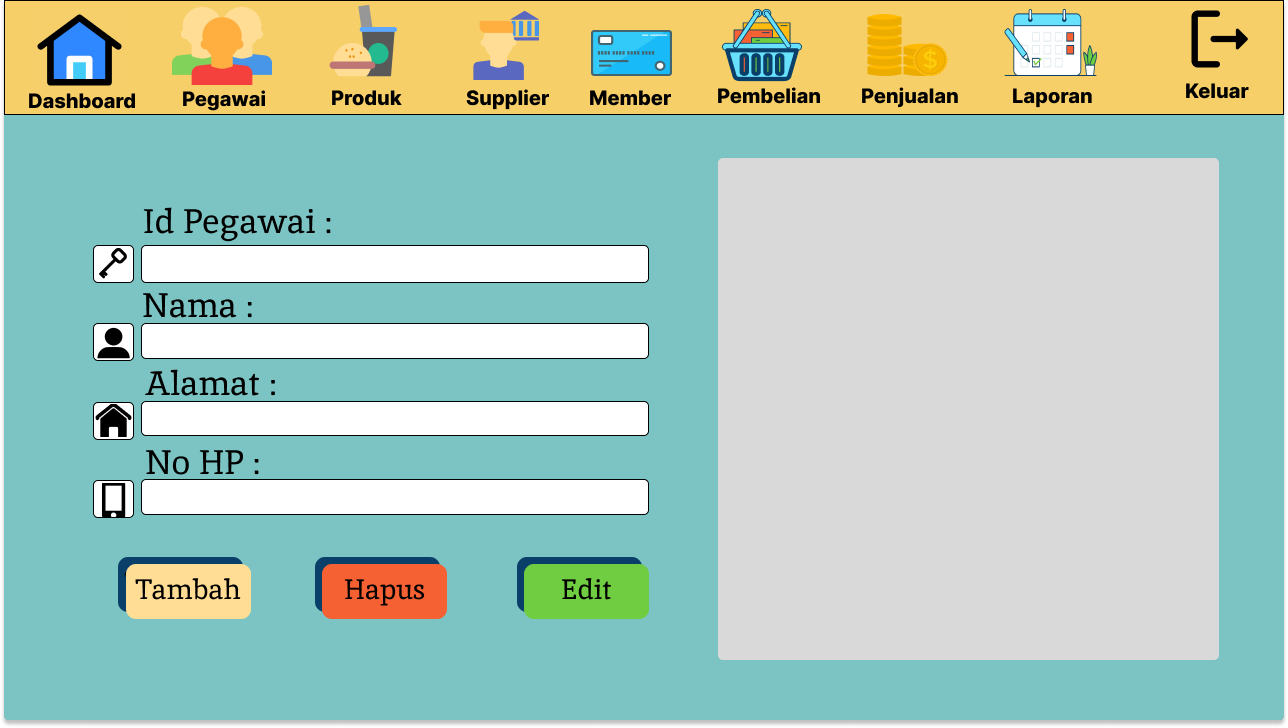 Dashboard
Pegawai
Produk
Supplier
Member
Pembelian
Penjualan
Laporan
Keluar
Id Pegawai :
Nama :
Alamat :
No HP :
Tambah
Hapus
Edit